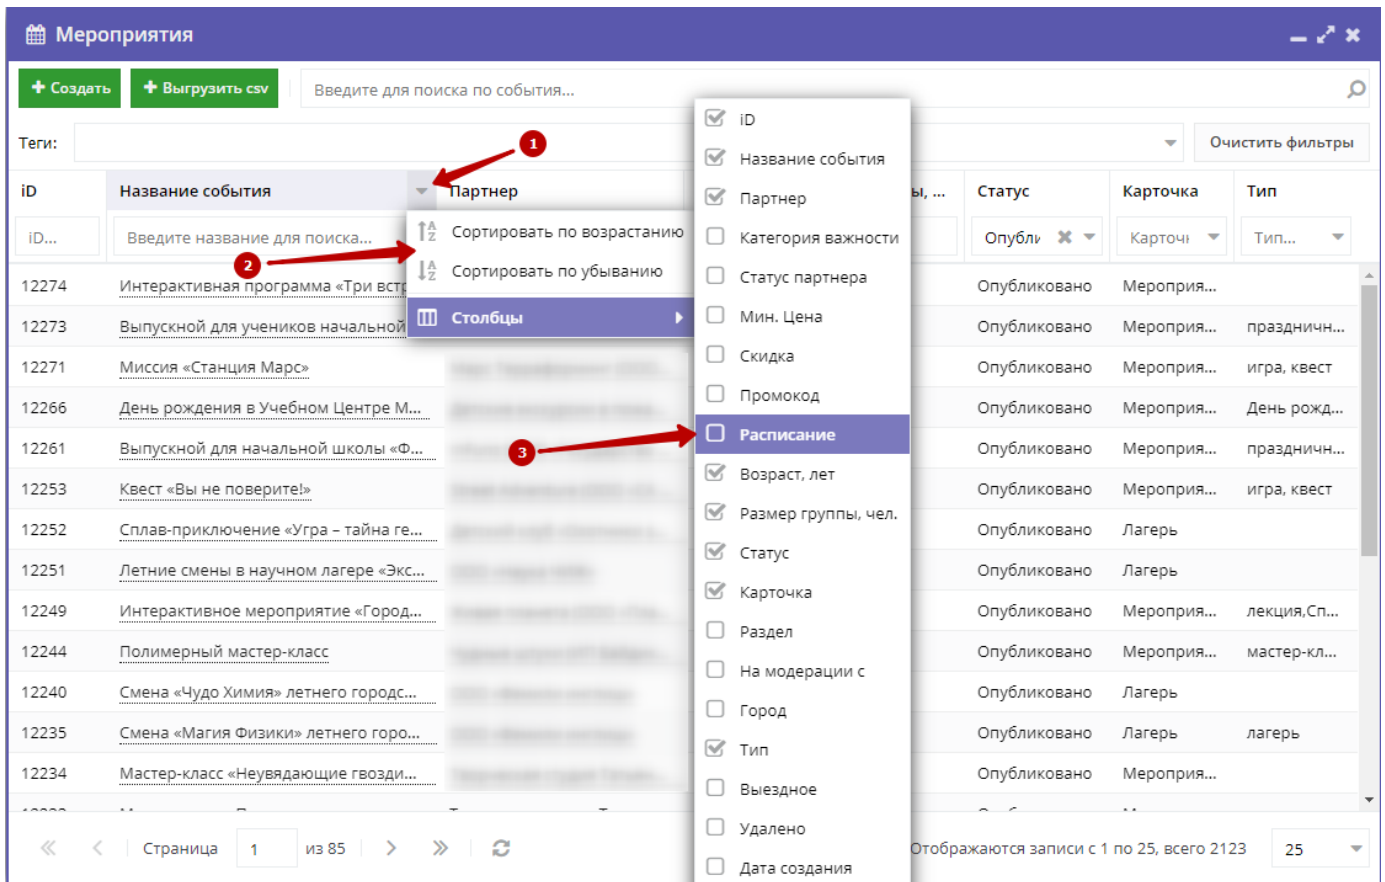 Мероприятия
Создать
Выгрузить csv
Введите для поиска по события...
Теги:
1
Очистить фильтры
iD
Название события
Партнер
ы, ...
Статус
Карточка
Тип
iD...
Введите название для поиска...
Опубли
Карточ
Тип...
2
Сортировать по возрастанию
Сортировать по убыванию
Столбцы
3
iD
Название события
Партнер
Категория важности
Статус партнера
Мин. Цена
Скидка
Промокод
Расписание
Возраст, лет
Размер группы, чел.
Статус
Карточка
Раздел
На модерации с
Город
Тип
Выездное
Удалено
Дата создания
12274 Интерактивная программа «Три встр Опубликовано Мероприя...
12273 Выпускной для учеников начальной Опубликовано Мероприя... праздничн...
12271 Миссия «Станция Марс» Опубликовано Мероприя... игра, квест
12266 День рождения в Учебном Центре М... Опубликовано Мероприя... День рожд...
12261 Выпускной для начальной школы «Ф... Опубликовано Мероприя... праздничн...
12253 Квест «Вы не поверите!» Опубликовано Мероприя... игра, квест
12252 Сплав-приключение «Угра – тайна ге... Опубликовано Лагерь
12251 Летние смены в научном лагере «Экс... Опубликовано Лагерь
12249 Интерактивное мероприятие «Город... Опубликовано Мероприя... лекция,Сп...
12244 Полимерный мастер-класс Опубликовано Мероприя... мастер-кл...
12240 Смена «Чудо Химия» летнего городс... Опубликовано Лагерь
12235 Смена «Магия Физики» летнего горо... Опубликовано Лагерь лагерь
12234 Мастер-класс «Неувядающие гвозди... Опубликовано Мероприя...
Страница 1 из 85
Отображаются записи с 1 по 25, всего 2123
25